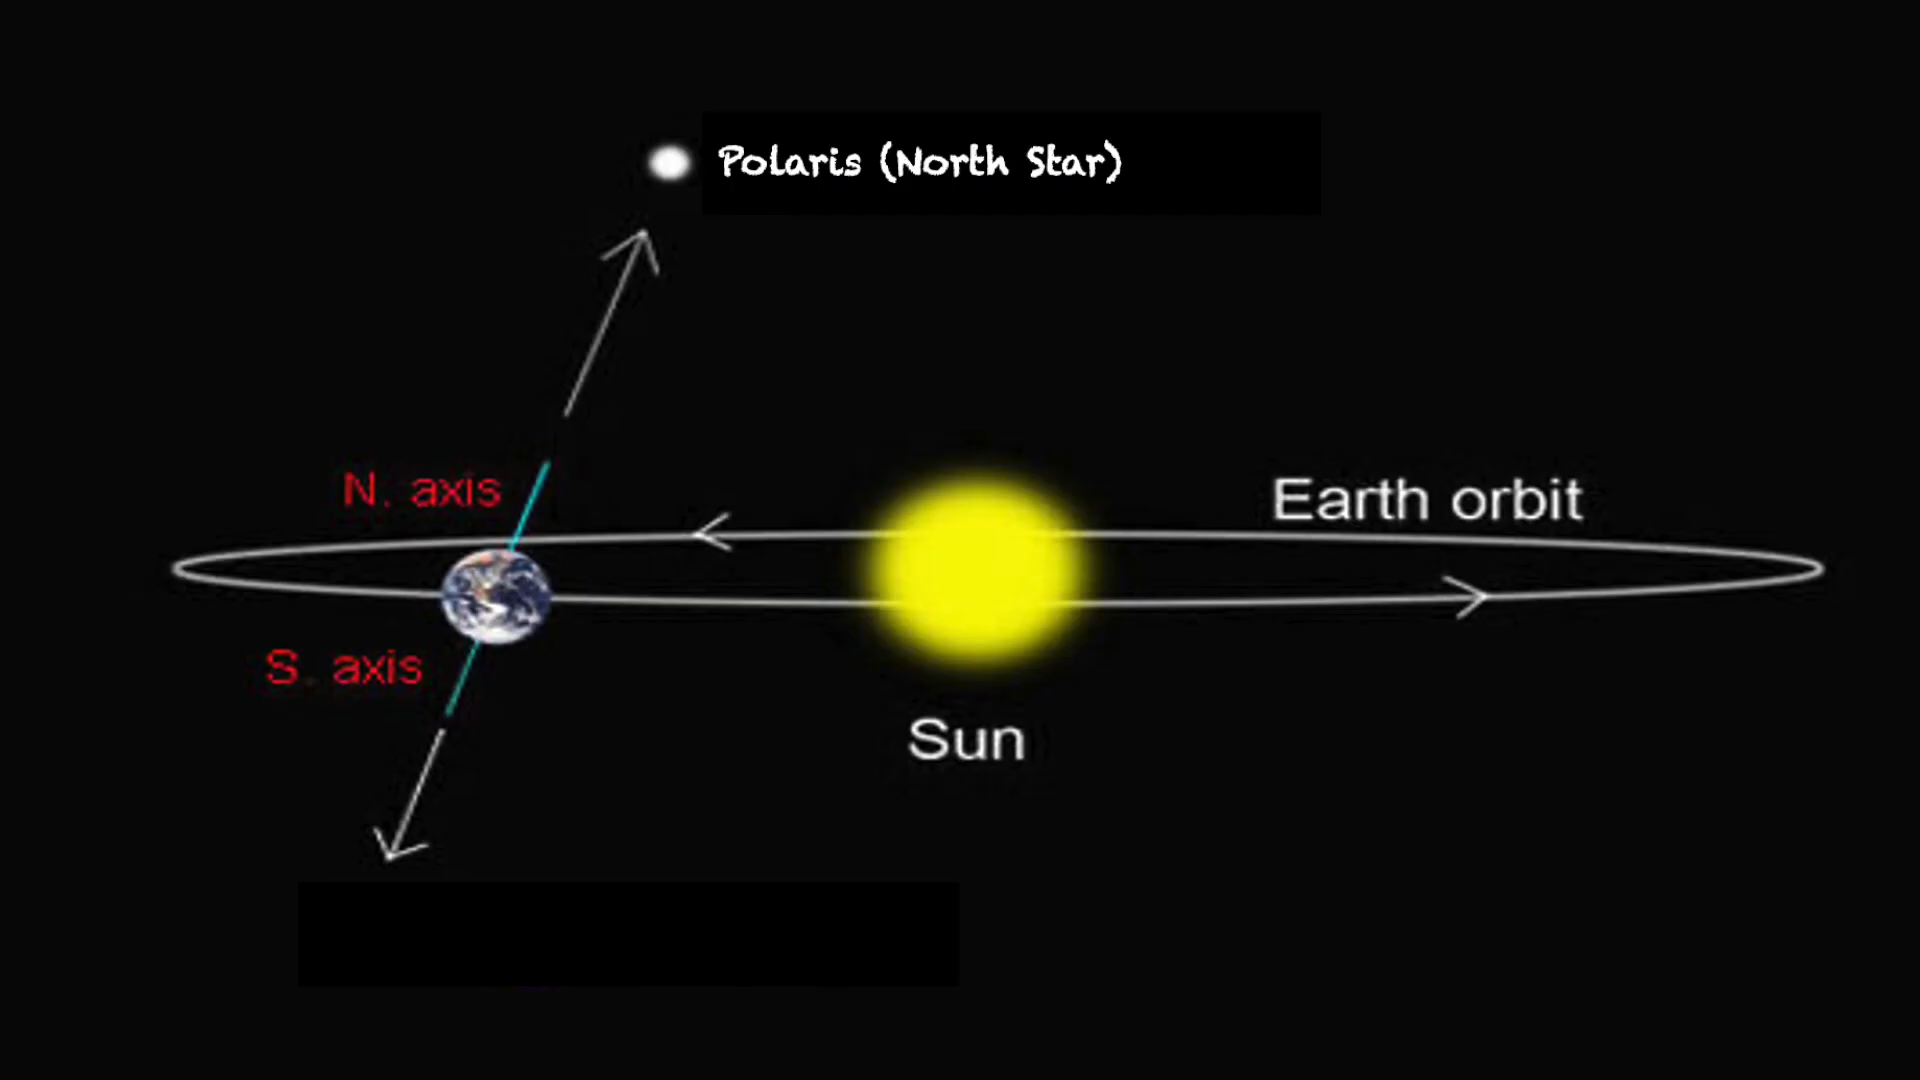 Polaris (North Star)
N. axis
Earth orbit
S. axis
Sun